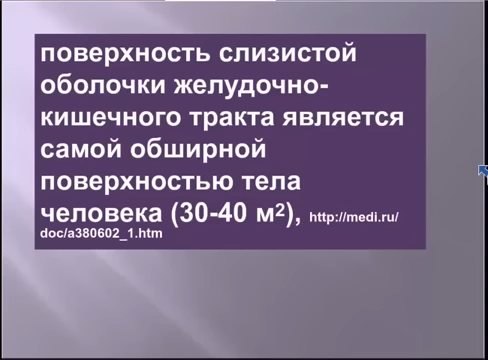 поверхность слизистой
оболочки желудочно-
кишечного тракта является
самой обширной
поверхностью тела
человека (30-40 м²), http://medi.ru/
doc/a380602_1.htm